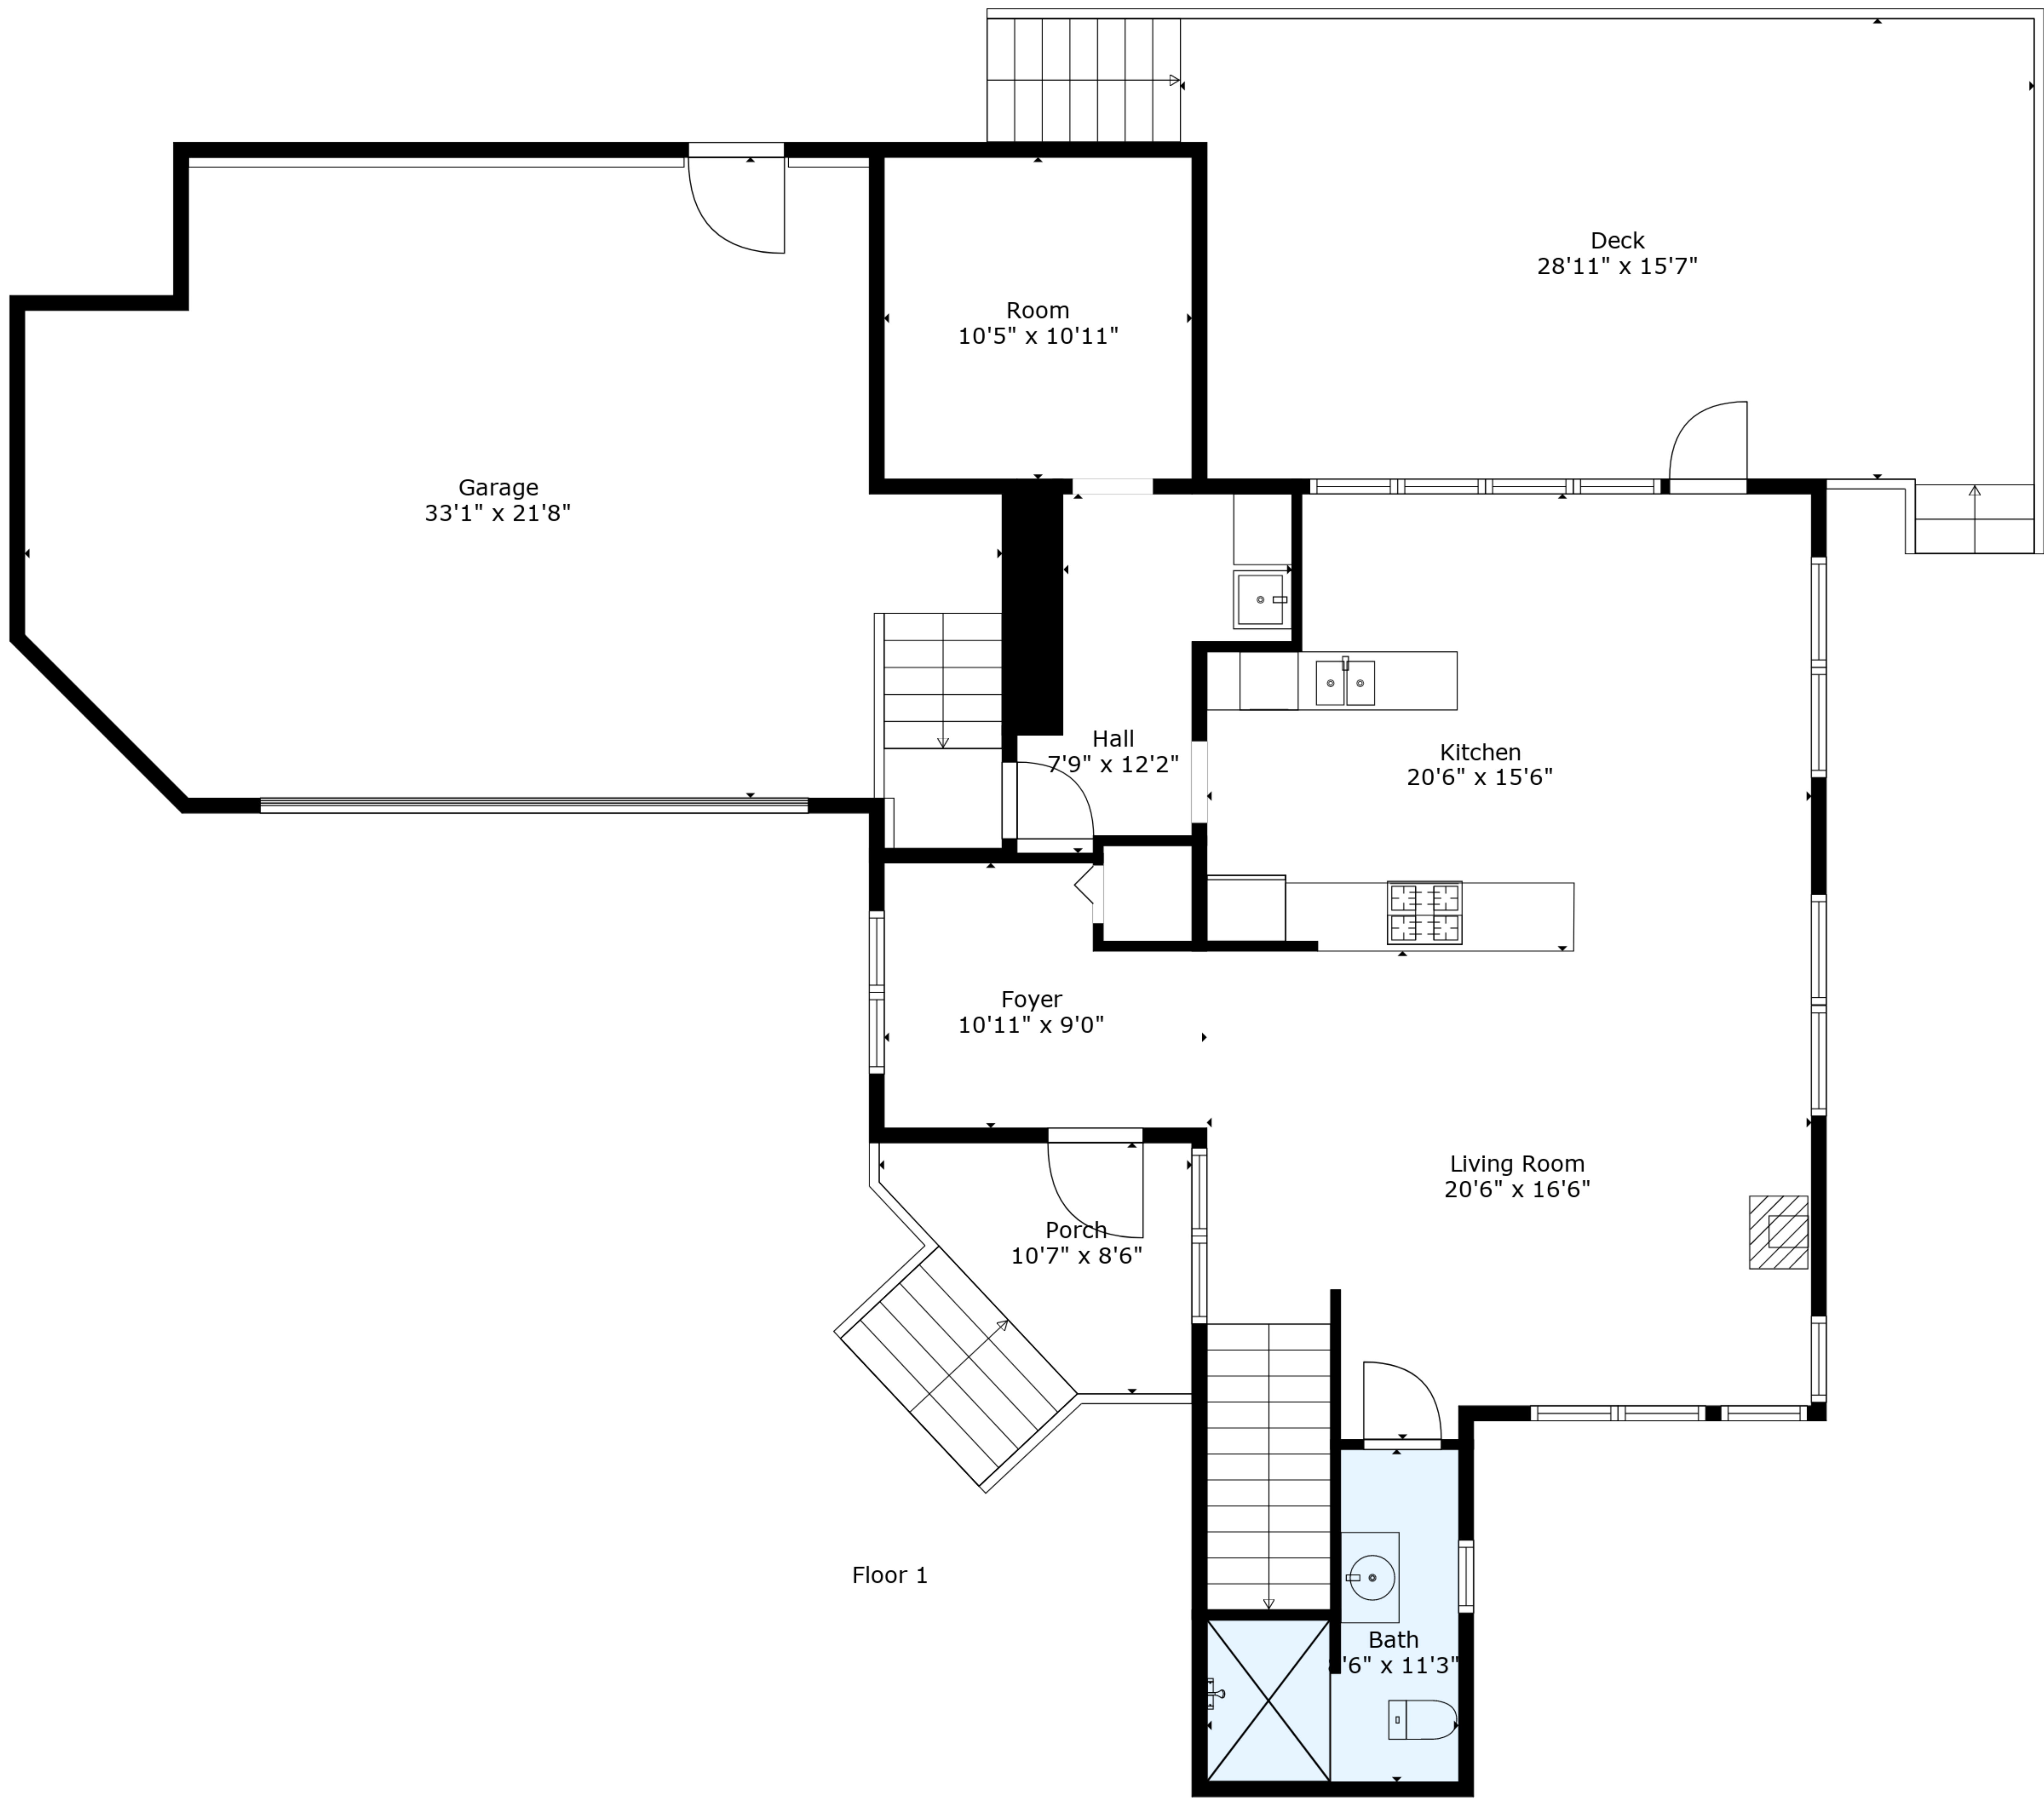 Deck
28'11" x 15'7"
Room
10'5" x 10'11"
Garage
33'1" x 21'8"
Hall
7'9" x 12'2"
Kitchen
20'6" x 15'6"
Foyer
10'11" x 9'0"
Living Room
20'6" x 16'6"
Porch
10'7" x 8'6"
Floor 1
Bath
'6" x 11'3"